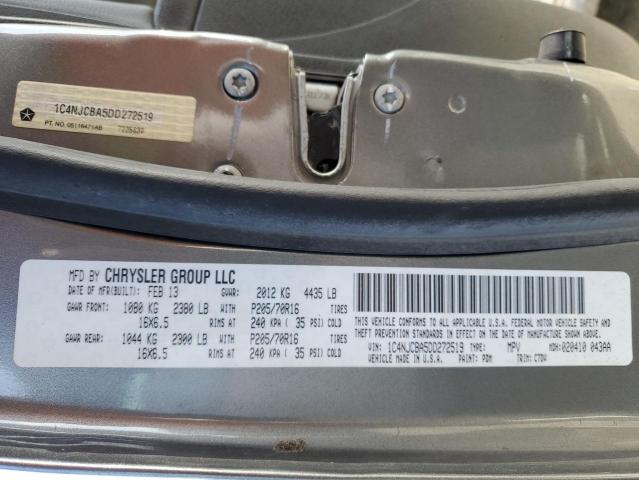 1C4NJCBA5DD272519
PT. NO. 05116471AB
MFD BY CHRYSLER GROUP LLC
DATE OF MFR(BUILT): FEB 13 GVWR: 2012 KG 4435 LB
GAWR FRONT: 1080 KG 2380 LB WITH P205/70R16 TIRES
16X6.5 RIMS AT 240 KPA ( 35 PSI) COLD
GAWR REAR: 1044 KG 2300 LB WITH P205/70R16 TIRES
16X6.5 RIMS AT 240 KPA ( 35 PSI) COLD
THIS VEHICLE CONFORMS TO ALL APPLICABLE U.S.A. FEDERAL MOTOR VEHICLE SAFETY AND
THEFT PREVENTION STANDARDS IN EFFECT ON THE DATE OF MANUFACTURE SHOWN ABOVE.
VIN: 1C4NJCBA5DD272519 TYPE: MPV MDH: 020410 043AA
VEHICLE MADE IN U.S.A. PAINT: PDM TRIM: C7DV